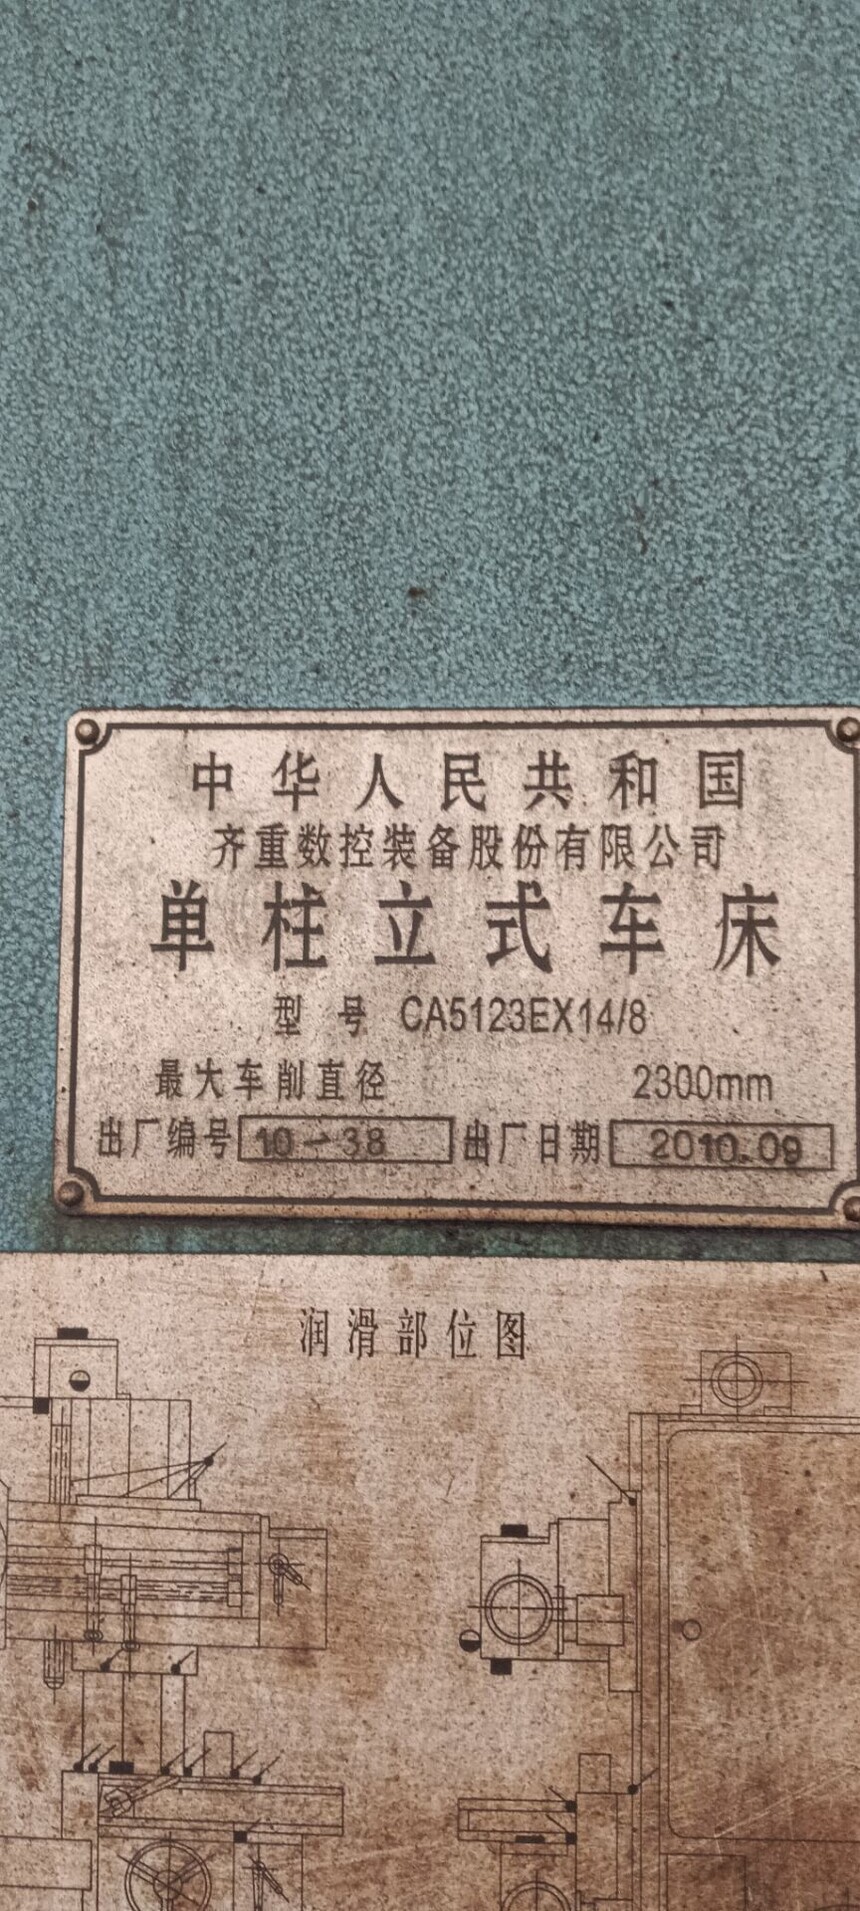 中华人民共和国
齐重数控装备股份有限公司
单柱立式车床
型号 CA5123EX14/8
最大车削直径 2300mm
出厂编号 10-38 出厂日期 2010.09
润滑部位图